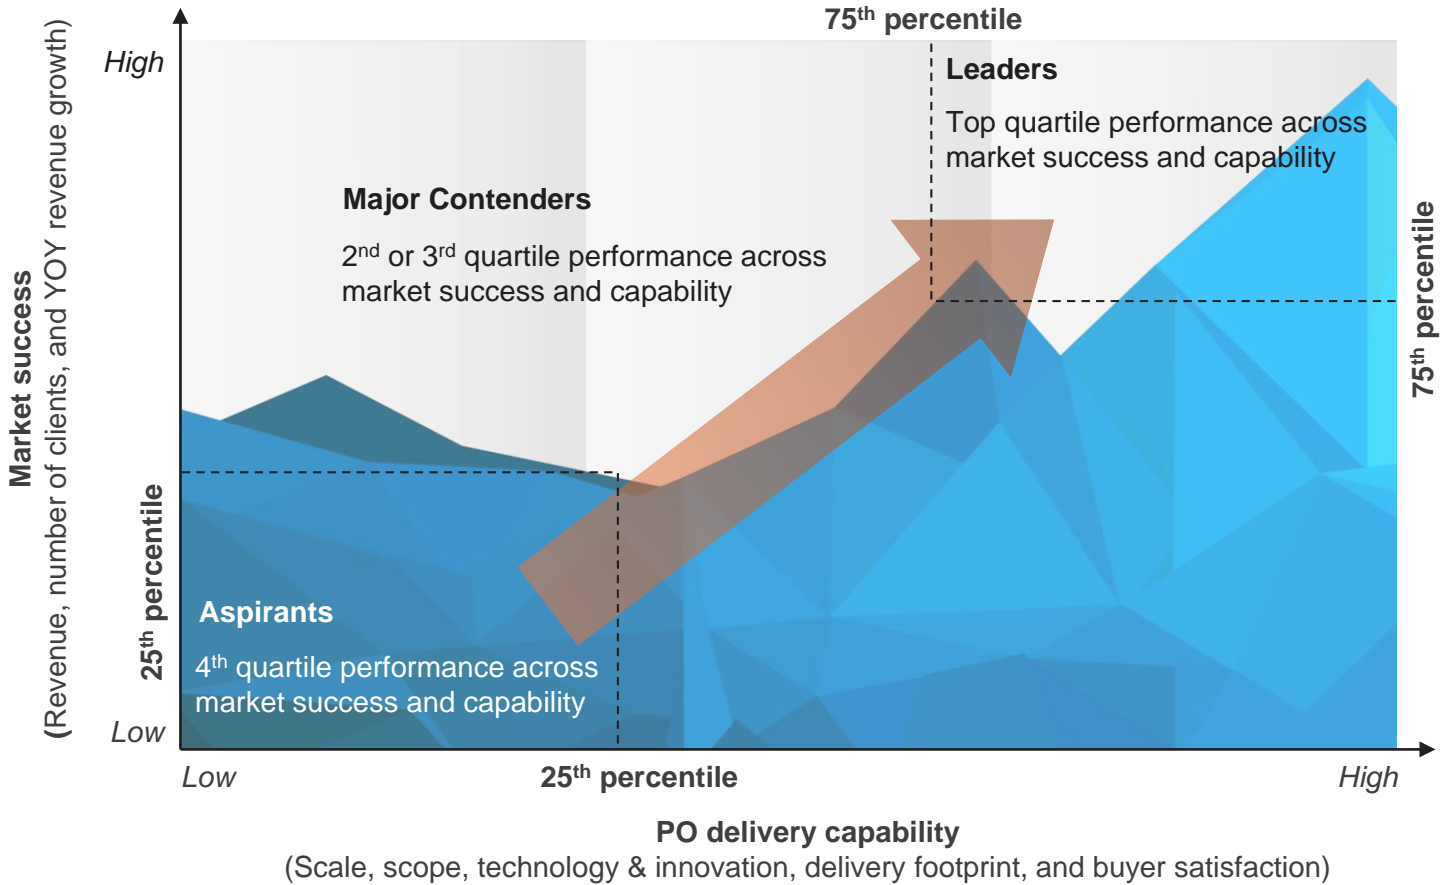 75th percentile
High
Leaders
Top quartile performance across
market success and capability
Major Contenders
2nd or 3rd quartile performance across
market success and capability
75th percentile
Market success
(Revenue, number of clients, and YOY revenue growth)
25th percentile
Aspirants
4th quartile performance across
market success and capability
Low
Low
25th percentile
High
PO delivery capability
(Scale, scope, technology & innovation, delivery footprint, and buyer satisfaction)